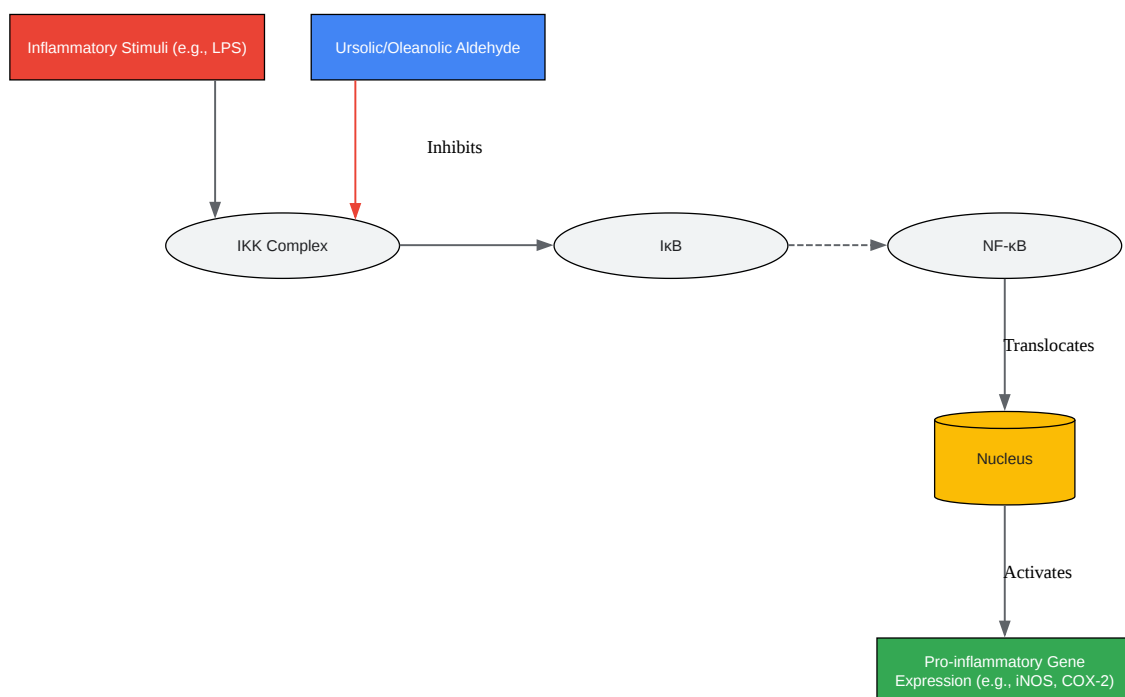 Inflammatory Stimuli (e.g., LPS)
Ursolic/Oleanolic Aldehyde
Inhibits
IKK Complex
IκB
NF-κB
Translocates
Nucleus
Activates
Pro-inflammatory Gene
Expression (e.g., iNOS, COX-2)